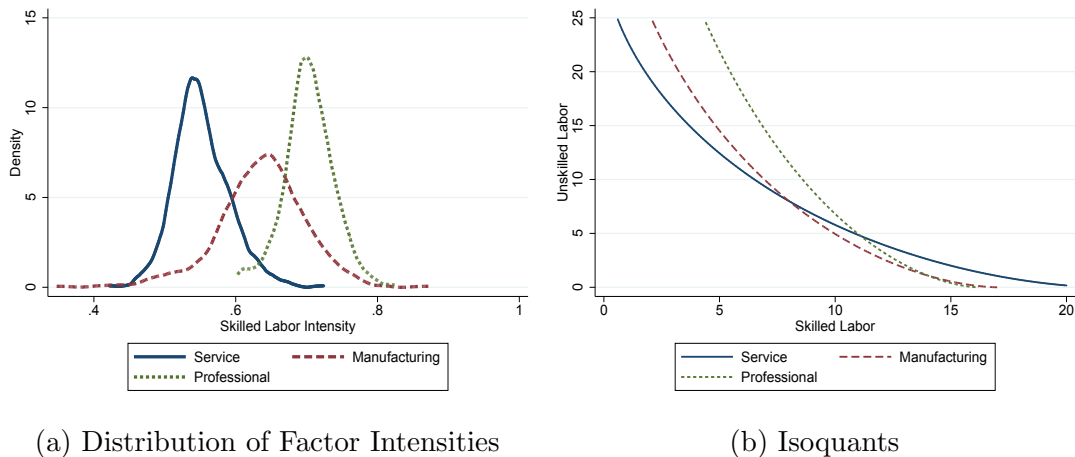 15
10
5
0
Density
.4
.6
.8
1
Skilled Labor Intensity
Service
Manufacturing
Professional
(a) Distribution of Factor Intensities
25
20
15
10
5
0
Unskilled Labor
0
5
10
15
20
Skilled Labor
Service
Manufacturing
Professional
(b) Isoquants